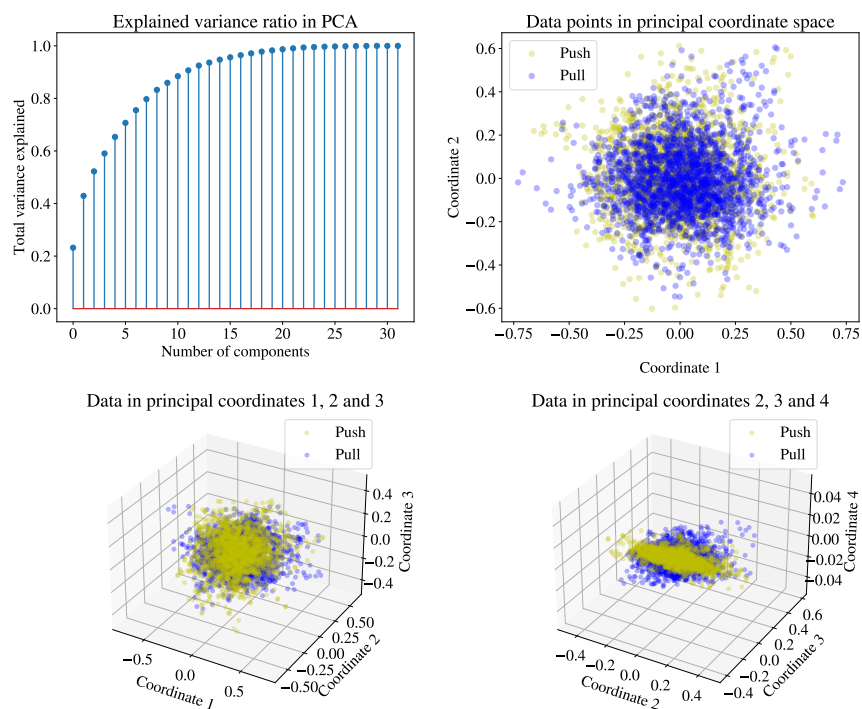 Explained variance ratio in PCA
Total variance explained
1.0
0.8
0.6
0.4
0.2
0.0
0 5 10 15 20 25 30
Number of components
Data points in principal coordinate space
Push
Pull
Coordinate 2
0.6
0.4
0.2
0.0
−0.2
−0.4
−0.6
−0.75 −0.50 −0.25 0.00 0.25 0.50 0.75
Coordinate 1
Data in principal coordinates 1, 2 and 3
Push
Pull
Coordinate 3
0.4
0.2
0.0
−0.2
−0.4
0.50
0.25
0.00
−0.25
−0.50
Coordinate 2
−0.5 0.0 0.5
Coordinate 1
Data in principal coordinates 2, 3 and 4
Push
Pull
Coordinate 4
0.04
0.02
0.00
−0.02
−0.04
0.6
0.4
0.2
0.0
−0.2
−0.4
Coordinate 3
−0.4 −0.2 0.0 0.2 0.4
Coordinate 2